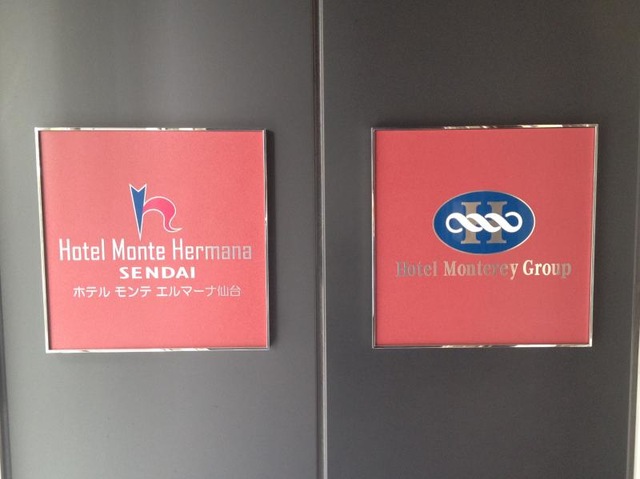 Hotel Monte Hermana
SENDAI
ホテル モンテ エルマーナ仙台
H
Hotel Monterey Group